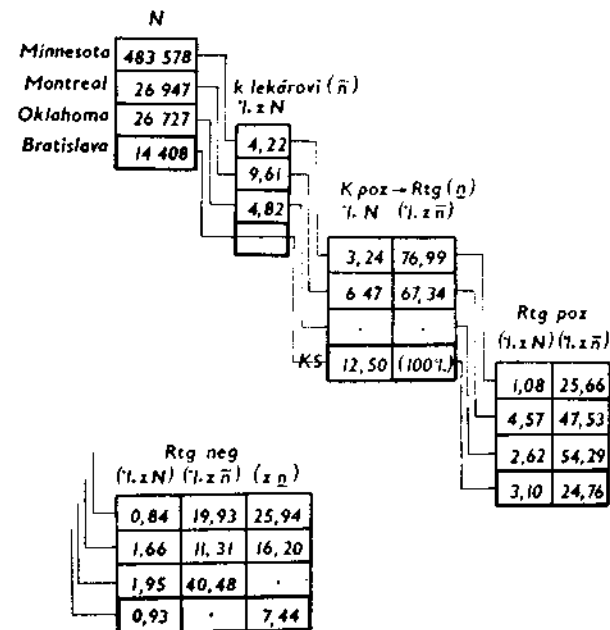 N
Minnesota 483 578
Montreal 26 947
Oklahoma 26 727
Bratislava 14 408
k lekárovi (n̄)
%. z N
4,22
9,61
4,82
K poz → Rtg (n)
%. N (%. z n̄)
3,24 76,99
6 47 67,34
. .
KS 12,50 (100%.)
Rtg poz
(%. z N) (%. z n̄)
1,08 25,66
4,57 47,53
2,62 54,29
3,10 24,76
Rtg neg
(%. z N) (%. z n̄) (z n)
0,84 19,93 25,94
1,66 11,31 16,20
1,95 40,48 .
0,93 . 7,44